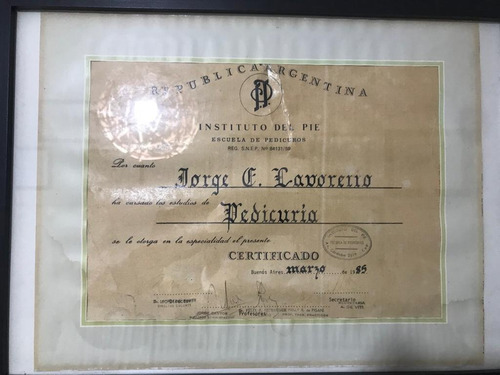 REPUBLICA ARGENTINA
INSTITUTO DEL PIE
ESCUELA DE PEDICUROS
Por cuanto
Jorge E. Lavoretto
ha cursado los estudios de
Pedicuria
se le otorga en la especialidad el presente
CERTIFICADO
Buenos Aires, marzo de 1985
Secretario
Profesores